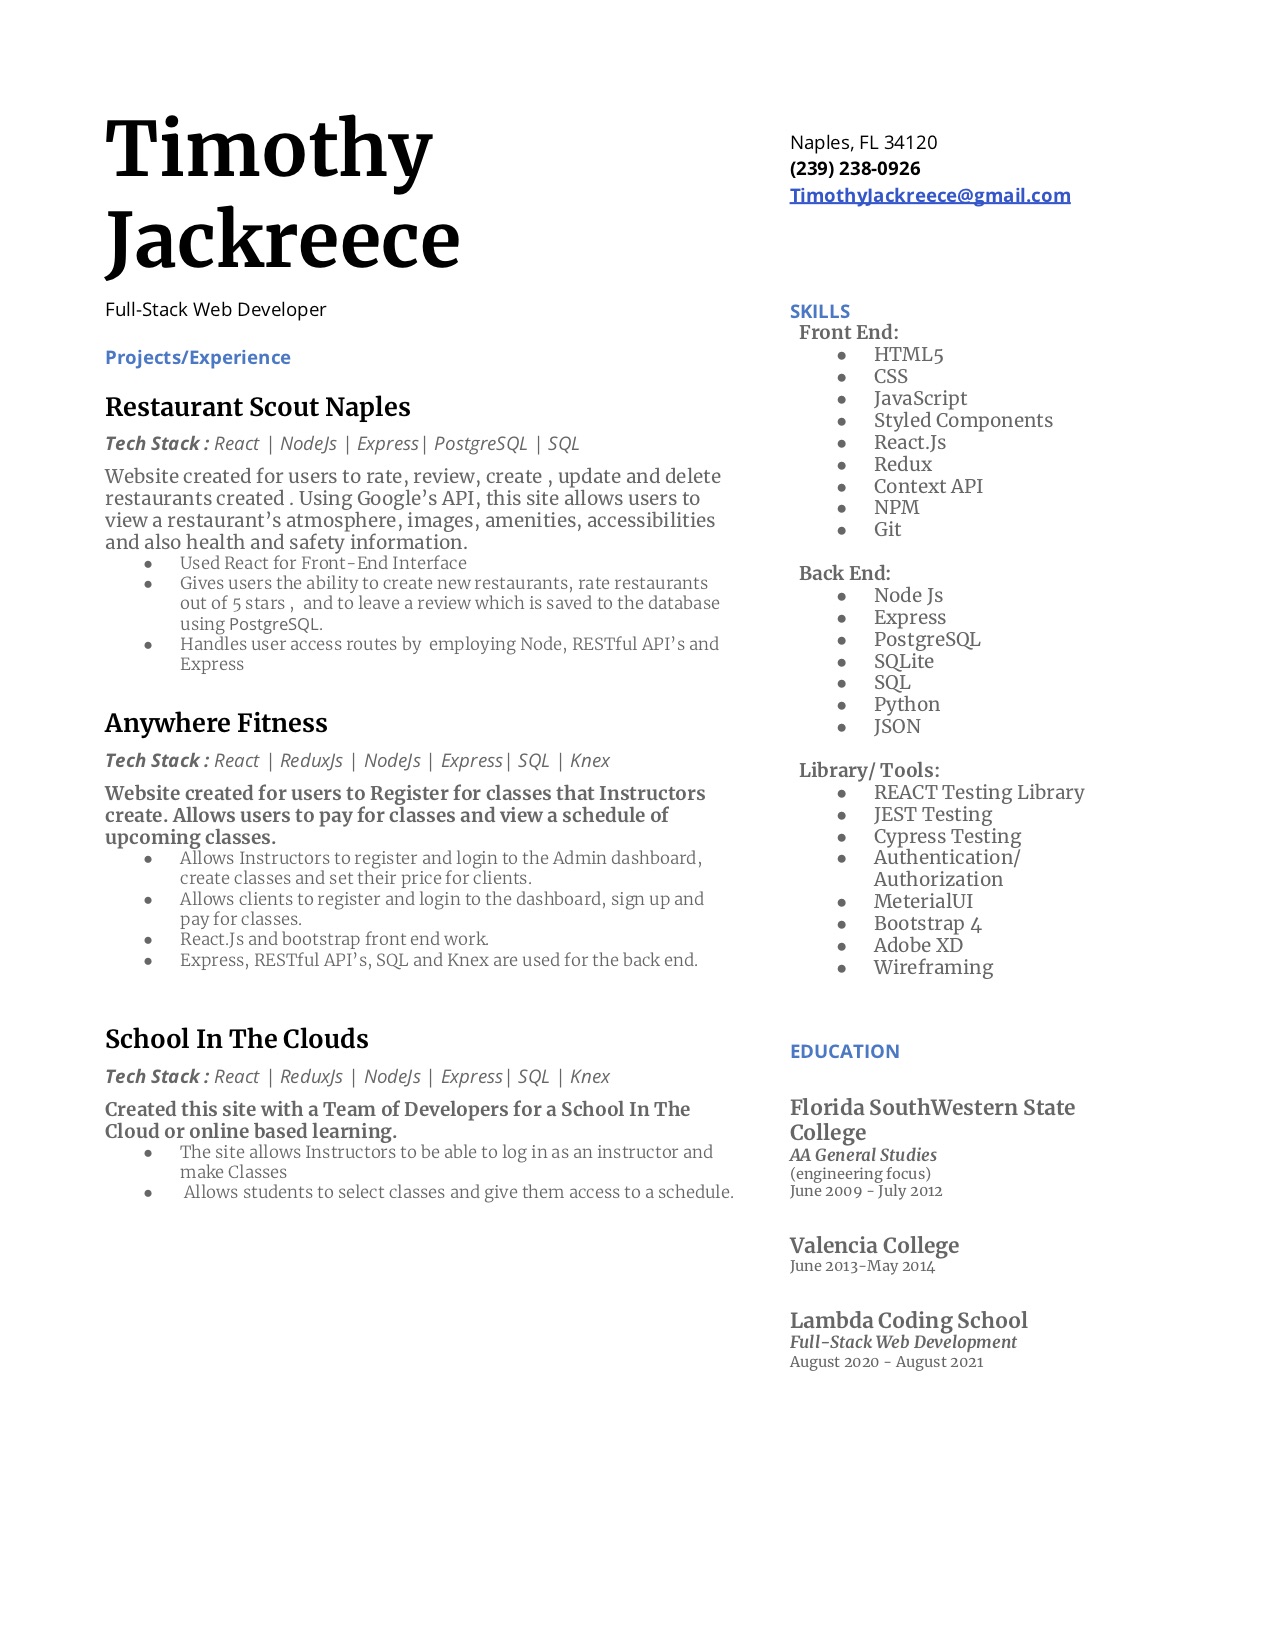 Timothy
Jackreece
Full-Stack Web Developer
Projects/Experience
Restaurant Scout Naples
Tech Stack : React | NodeJs | Express| PostgreSQL | SQL
Website created for users to rate, review, create , update and delete
restaurants created . Using Google’s API, this site allows users to
view a restaurant’s atmosphere, images, amenities, accessibilities
and also health and safety information.
● Used React for Front-End Interface
● Gives users the ability to create new restaurants, rate restaurants
out of 5 stars ,  and to leave a review which is saved to the database
using PostgreSQL.
● Handles user access routes by  employing Node, RESTful API’s and
Express
Anywhere Fitness
Tech Stack : React | ReduxJs | NodeJs | Express| SQL | Knex
Website created for users to Register for classes that Instructors
create. Allows users to pay for classes and view a schedule of
upcoming classes.
● Allows Instructors to register and login to the Admin dashboard,
create classes and set their price for clients.
● Allows clients to register and login to the dashboard, sign up and
pay for classes.
● React.Js and bootstrap front end work.
● Express, RESTful API’s, SQL and Knex are used for the back end.
School In The Clouds
Tech Stack : React | ReduxJs | NodeJs | Express| SQL | Knex
Created this site with a Team of Developers for a School In The
Cloud or online based learning.
● The site allows Instructors to be able to log in as an instructor and
make Classes
● Allows students to select classes and give them access to a schedule.
Naples, FL 34120
(239) 238-0926
TimothyJackreece@gmail.com
SKILLS
Front End:
● HTML5
● CSS
● JavaScript
● Styled Components
● React.Js
● Redux
● Context API
● NPM
● Git
Back End:
● Node Js
● Express
● PostgreSQL
● SQLite
● SQL
● Python
● JSON
Library/ Tools:
● REACT Testing Library
● JEST Testing
● Cypress Testing
● Authentication/
Authorization
● MeterialUI
● Bootstrap 4
● Adobe XD
● Wireframing
EDUCATION
Florida SouthWestern State
College
AA General Studies
(engineering focus)
June 2009 - July 2012
Valencia College
June 2013-May 2014
Lambda Coding School
Full-Stack Web Development
August 2020 - August 2021